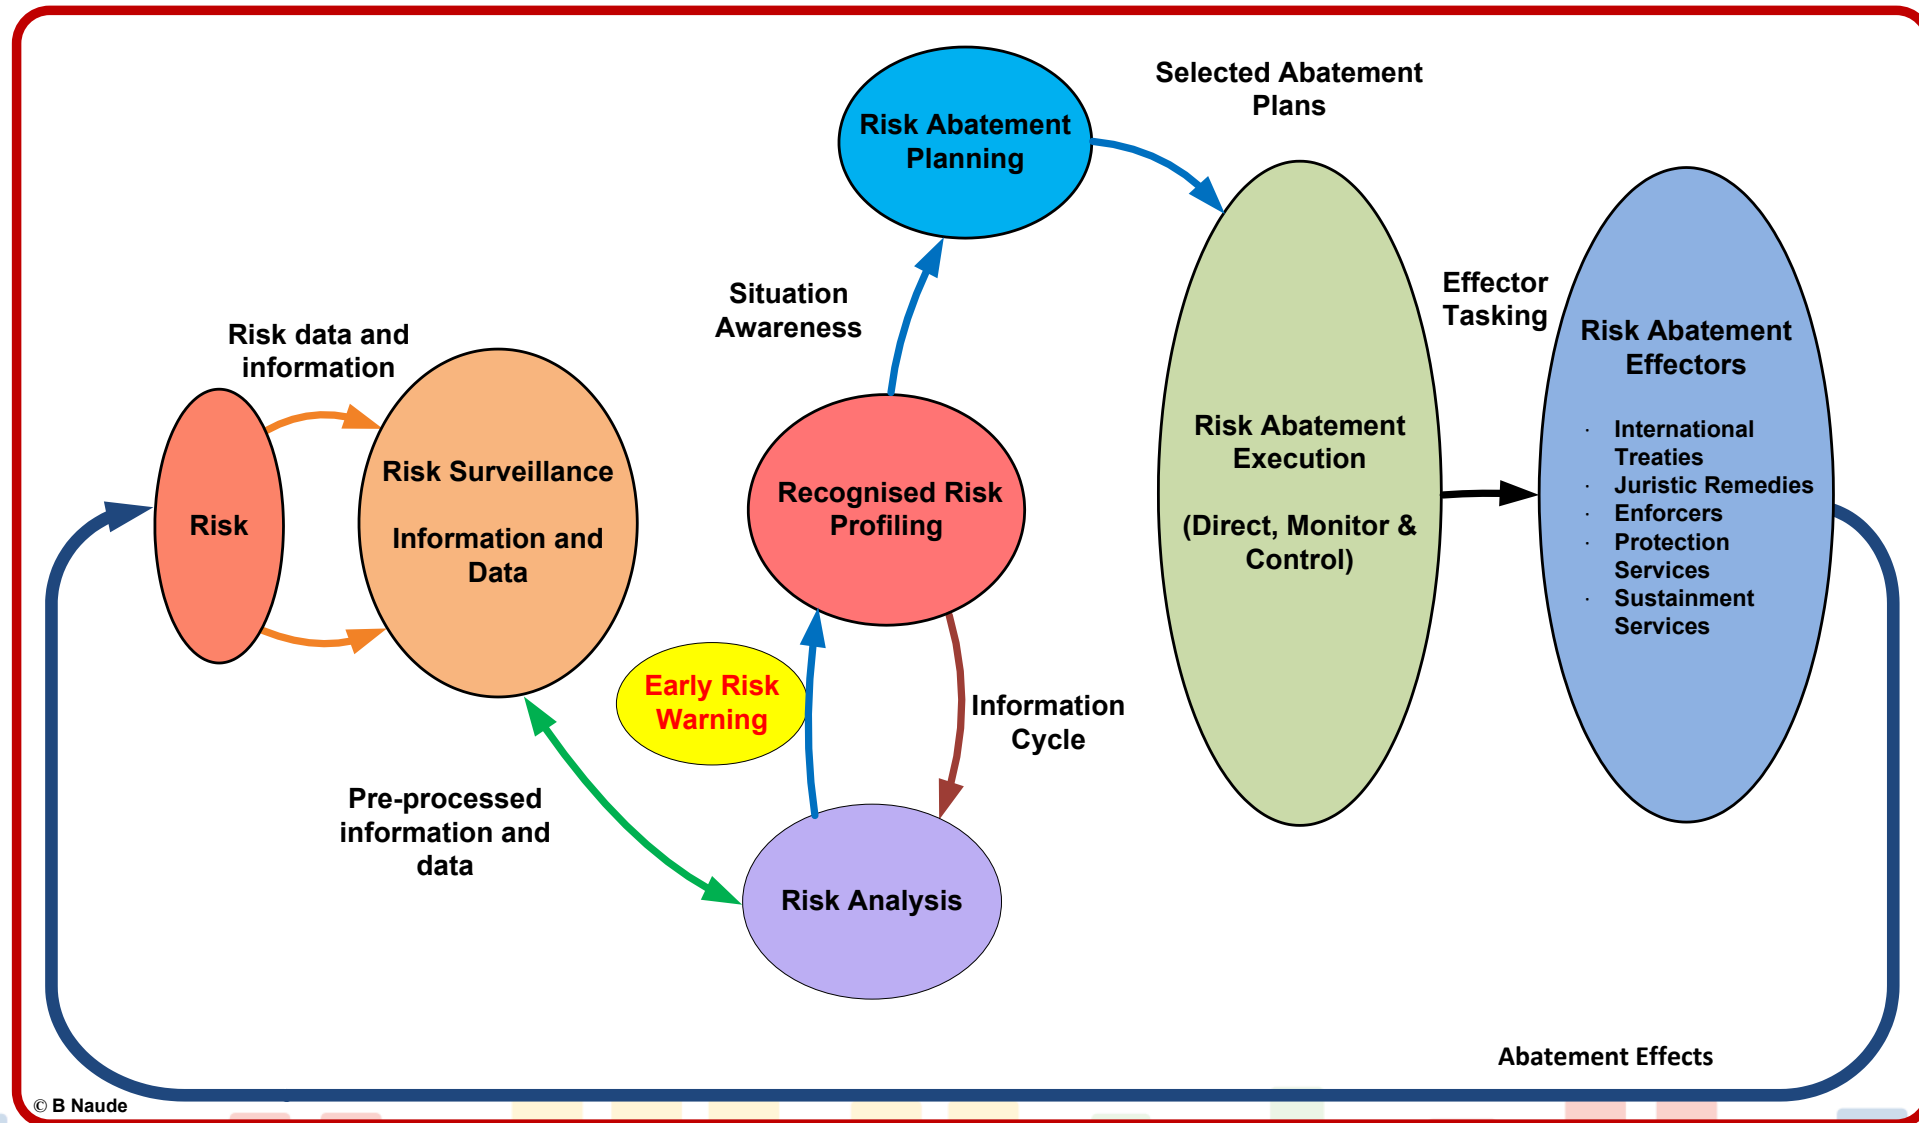 Selected Abatement
Plans
Risk Abatement
Planning
Situation
Awareness
Effector
Tasking
Risk data and
information
Risk Abatement
Effectors
· International
Treaties
· Juristic Remedies
· Enforcers
· Protection
Services
· Sustainment
Services
Risk Abatement
Execution
(Direct, Monitor &
Control)
Risk
Risk Surveillance
Information and
Data
Recognised Risk
Profiling
Early Risk
Warning
Information
Cycle
Pre-processed
information and
data
Risk Analysis
Abatement Effects
© B Naude